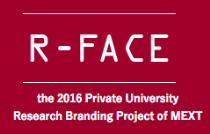 R-FACE
the 2016 Private University
Research Branding Project of MEXT